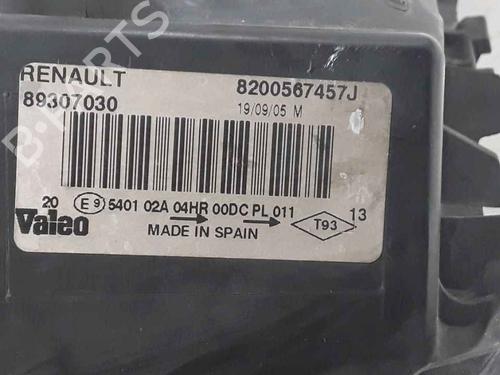 B-PARTS
RENAULT 8200567457J
89307030 19/09/05 M
20 E9 5401 02A 04HR 00DC PL 011 T93 13
Valeo MADE IN SPAIN